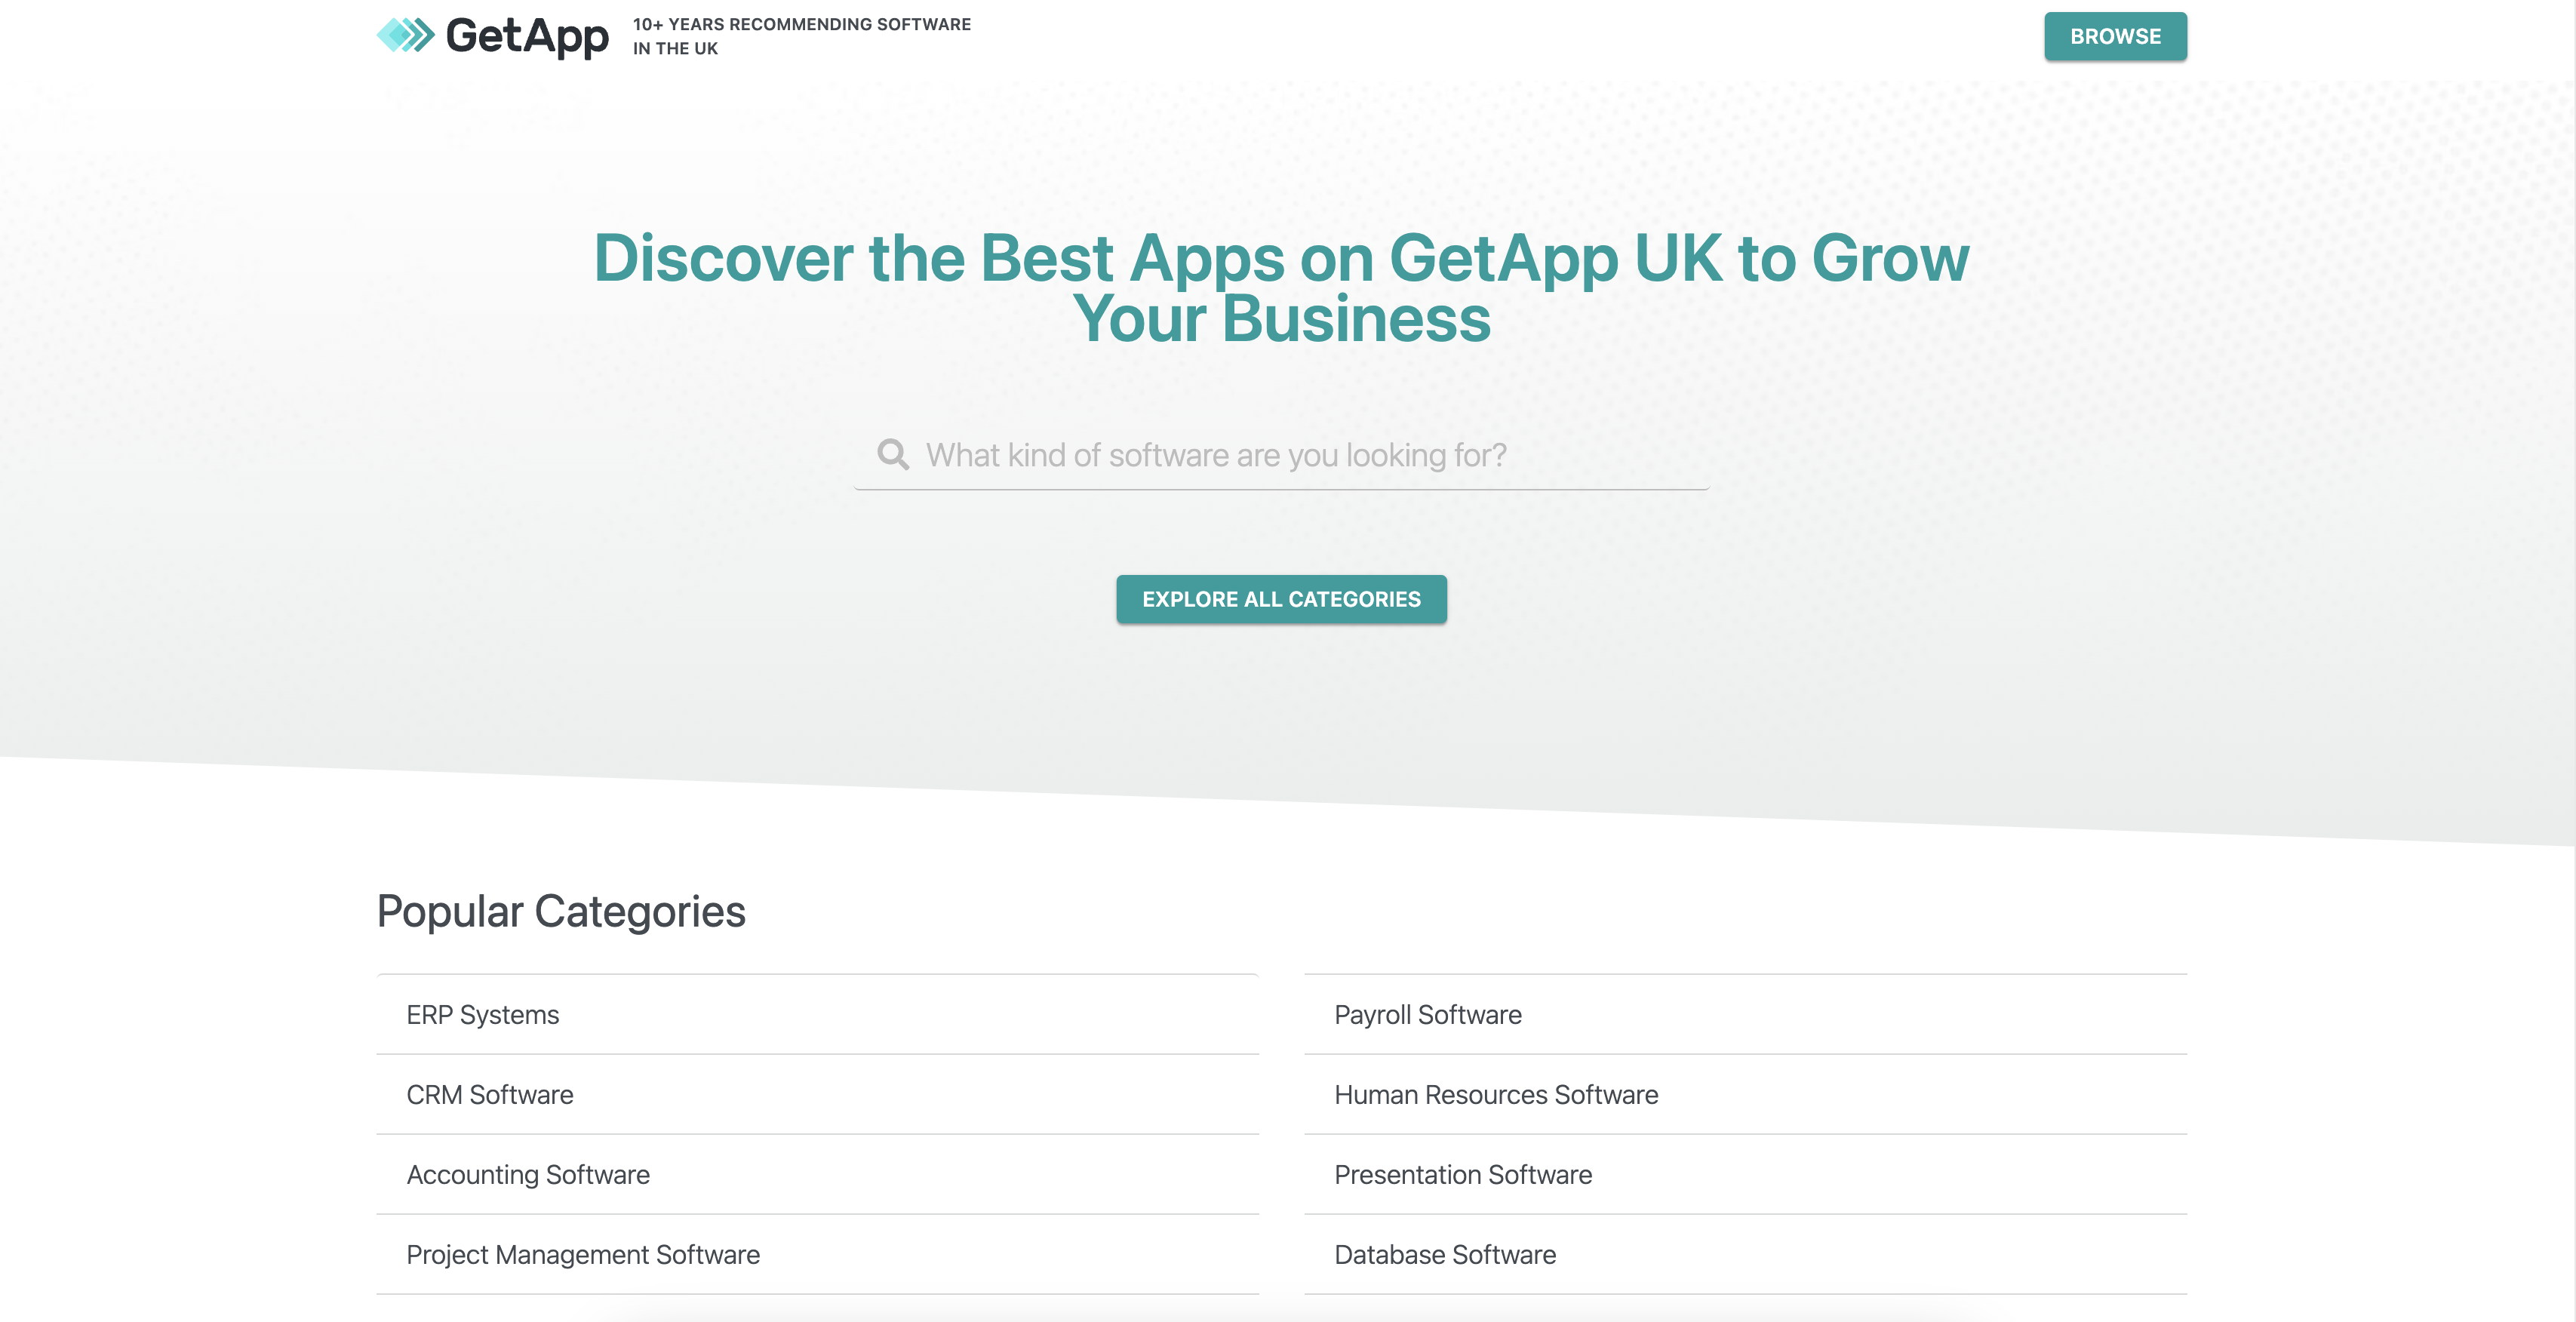 GetApp
10+ YEARS RECOMMENDING SOFTWARE
IN THE UK
BROWSE
Discover the Best Apps on GetApp UK to Grow
Your Business
What kind of software are you looking for?
EXPLORE ALL CATEGORIES
Popular Categories
ERP Systems
CRM Software
Accounting Software
Project Management Software
Payroll Software
Human Resources Software
Presentation Software
Database Software